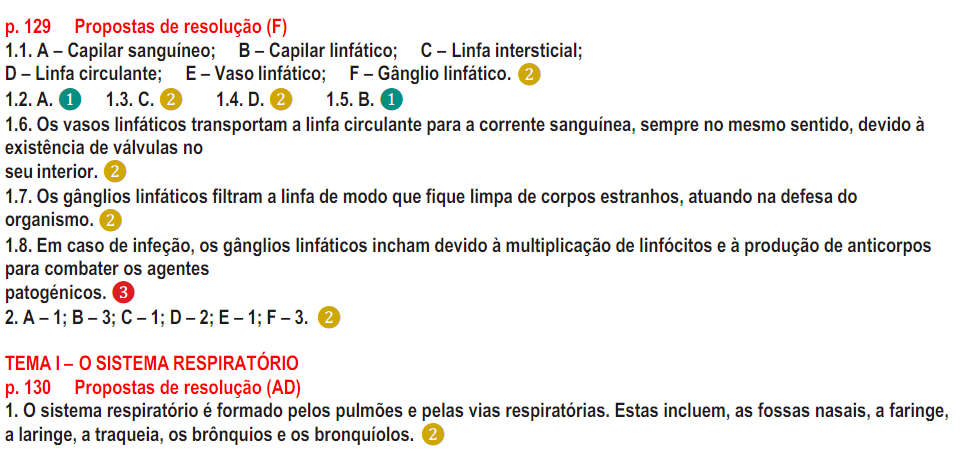 p. 129 Propostas de resolução (F)
1.1. A – Capilar sanguíneo; B – Capilar linfático; C – Linfa intersticial;
D – Linfa circulante; E – Vaso linfático; F – Gânglio linfático. 2
1.2. A. 1 1.3. C. 2 1.4. D. 2 1.5. B. 1
1.6. Os vasos linfáticos transportam a linfa circulante para a corrente sanguínea, sempre no mesmo sentido, devido à
existência de válvulas no
seu interior. 2
1.7. Os gânglios linfáticos filtram a linfa de modo que fique limpa de corpos estranhos, atuando na defesa do
organismo. 2
1.8. Em caso de infeção, os gânglios linfáticos incham devido à multiplicação de linfócitos e à produção de anticorpos
para combater os agentes
patogénicos. 3
2. A – 1; B – 3; C – 1; D – 2; E – 1; F – 3. 2
TEMA I – O SISTEMA RESPIRATÓRIO
p. 130 Propostas de resolução (AD)
1. O sistema respiratório é formado pelos pulmões e pelas vias respiratórias. Estas incluem, as fossas nasais, a faringe,
a laringe, a traqueia, os brônquios e os bronquíolos. 2